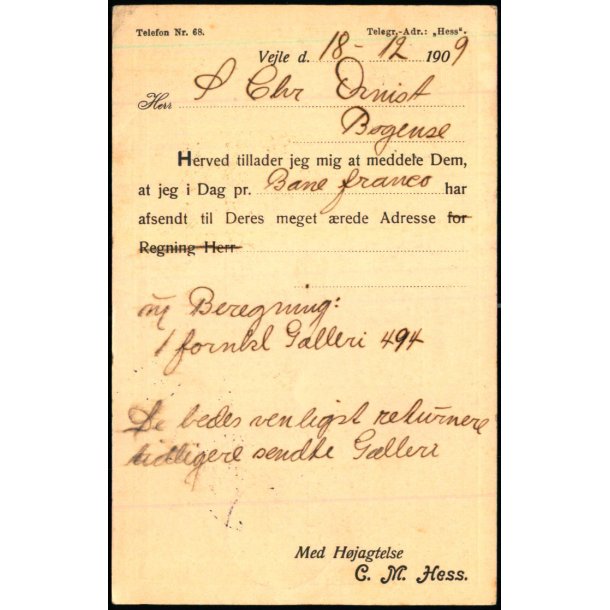 Telefon Nr. 68. Telegr.-Adr.: „Hess“.
Vejle d. 18-12 1909
Herr S Chr Ernist
Bogense
Herved tillader jeg mig at meddele Dem,
at jeg i Dag pr. Bane franco har
afsendt til Deres meget ærede Adresse for
Regning Herr
Beregning:
1 fornikl Galleri 494
De bedes venligst returnere
tidligere sendte Galleri
Med Højagtelse
C. M. Hess.